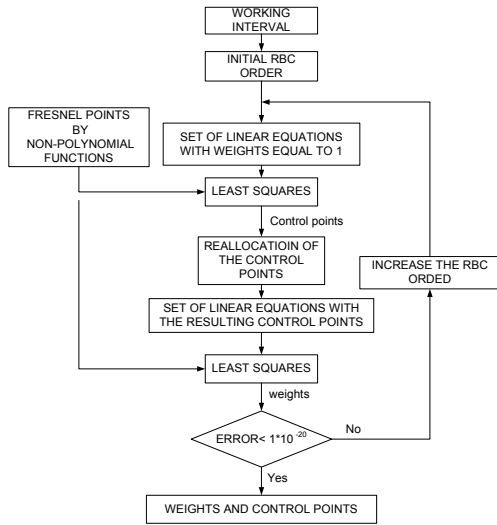 WORKING
INTERVAL
INITIAL RBC
ORDER
FRESNEL POINTS
BY
NON-POLYNOMIAL
FUNCTIONS
SET OF LINEAR EQUATIONS
WITH WEIGHTS EQUAL TO 1
LEAST SQUARES
Control points
REALLOCATIOIN OF
THE CONTROL
POINTS
INCREASE THE RBC
ORDED
SET OF LINEAR EQUATIONS WITH
THE RESULTING CONTROL POINTS
LEAST SQUARES
weights
ERROR< 1*10 -20
No
Yes
WEIGHTS AND CONTROL POINTS